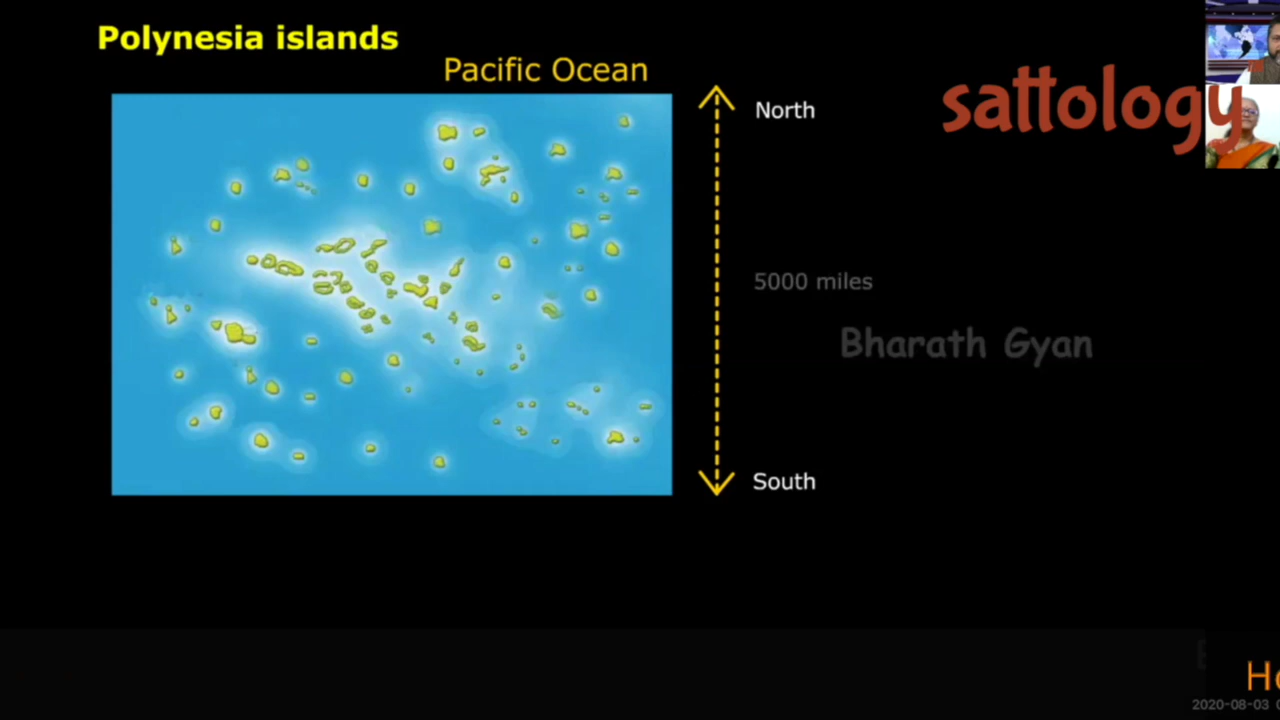 Polynesia islands
Pacific Ocean
sattology
North
5000 miles
Bharath Gyan
South
2020-08-03